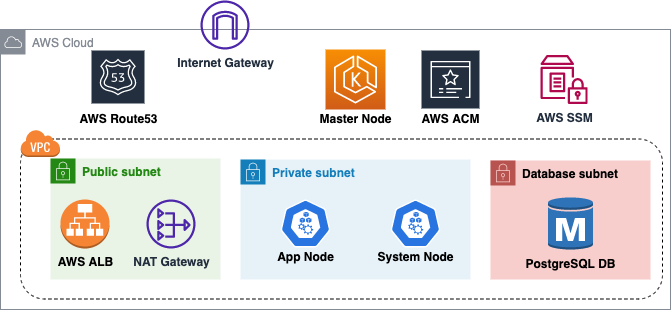 AWS Cloud
Internet Gateway
53
K
AWS Route53
Master Node
AWS ACM
AWS SSM
VPC
Public subnet
Private subnet
Database subnet
M
AWS ALB
NAT Gateway
App Node
System Node
PostgreSQL DB